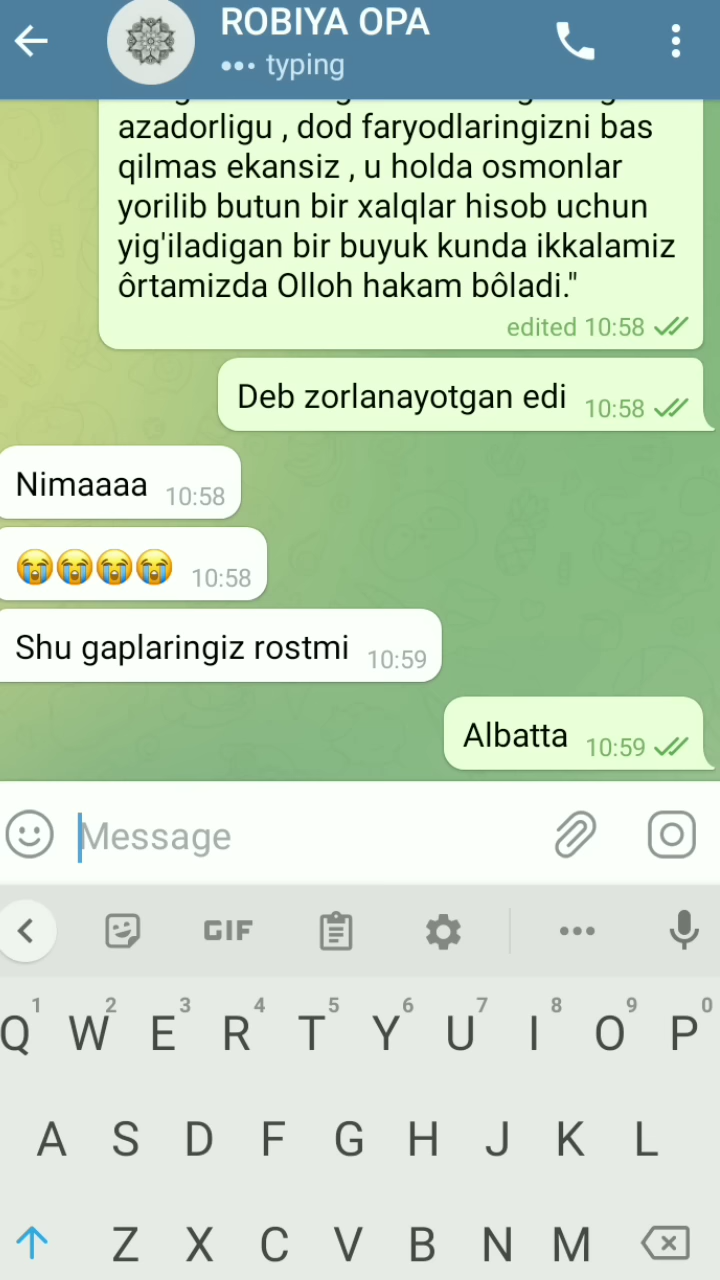 ROBIYA OPA
typing
azadorligu , dod faryodlaringizni bas
qilmas ekansiz , u holda osmonlar
yorilib butun bir xalqlar hisob uchun
yig'iladigan bir buyuk kunda ikkalamiz
ôrtamizda Olloh hakam bôladi."
edited 10:58
Deb zorlanayotgan edi 10:58
Nimaaaa 10:58
😭😭😭😭 10:58
Shu gaplaringiz rostmi 10:59
Albatta 10:59
Message
GIF
1 2 3 4 5 6 7 8 9 0
Q W E R T Y U I O P
A S D F G H J K L
Z X C V B N M